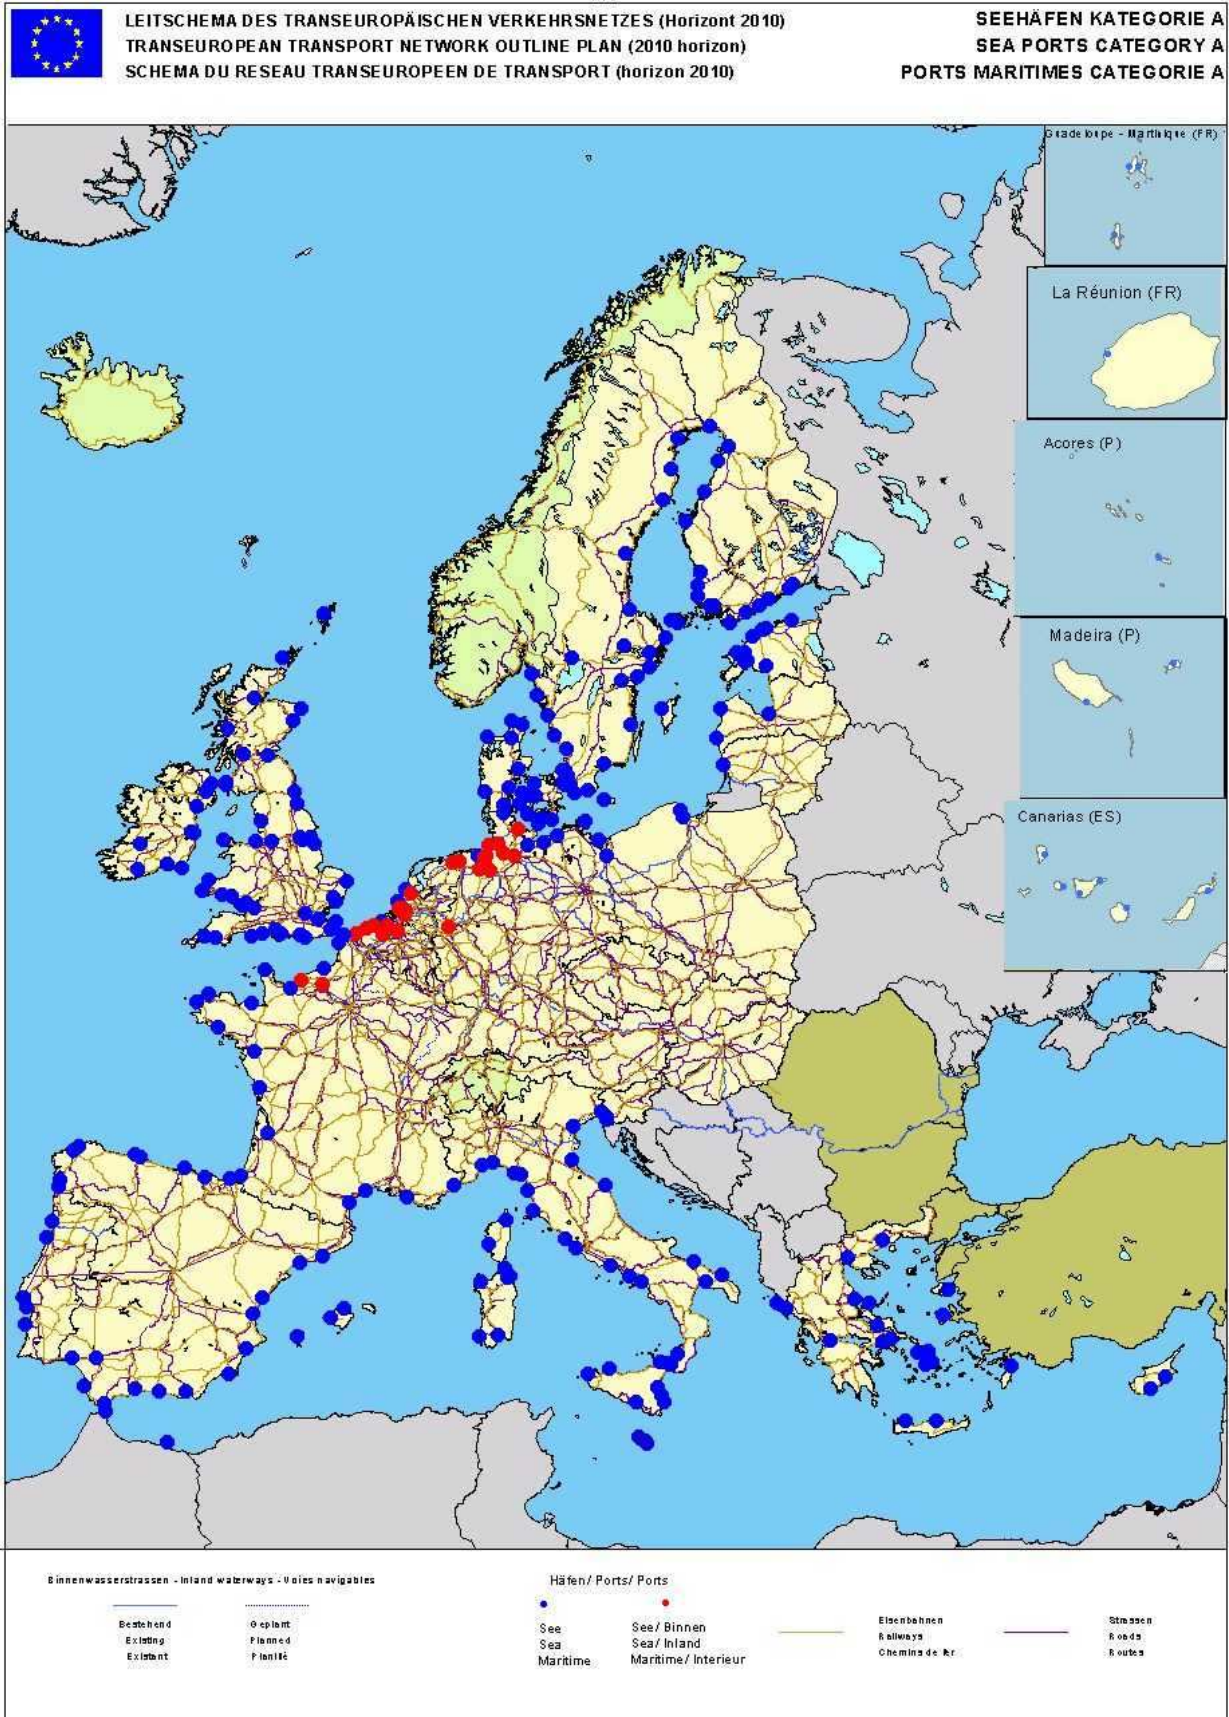 LEITSCHEMA DES TRANSEUROPÄISCHEN VERKEHRSNETZES (Horizont 2010)
TRANSEUROPEAN TRANSPORT NETWORK OUTLINE PLAN (2010 horizon)
SCHEMA DU RESEAU TRANSEUROPEEN DE TRANSPORT (horizon 2010)
SEEHÄFEN KATEGORIE A
SEA PORTS CATEGORY A
PORTS MARITIMES CATEGORIE A
Guadeloupe - Martinique (FR)
La Réunion (FR)
Acores (P)
Madeira (P)
Canarias (ES)
Binnenwasserstrassen - Inland waterways - Voies navigables
Bestehend
Existing
Existant
Geplant
Planned
Planifié
Häfen/ Ports/ Ports
See
Sea
Maritime
See/ Binnen
Sea/ Inland
Maritime/ Interieur
Eisenbahnen
Railways
Chemins de fer
Strassen
Roads
Routes